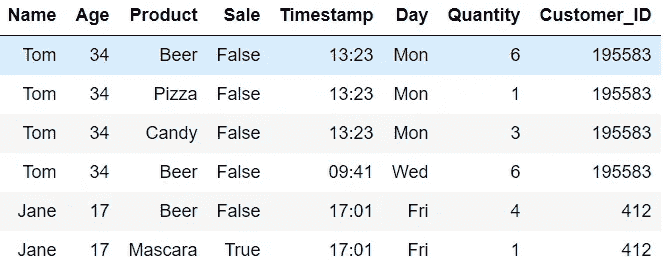 Name Age Product Sale Timestamp Day Quantity Customer_ID
Tom 34 Beer False 13:23 Mon 6 195583
Tom 34 Pizza False 13:23 Mon 1 195583
Tom 34 Candy False 13:23 Mon 3 195583
Tom 34 Beer False 09:41 Wed 6 195583
Jane 17 Beer False 17:01 Fri 4 412
Jane 17 Mascara True 17:01 Fri 1 412